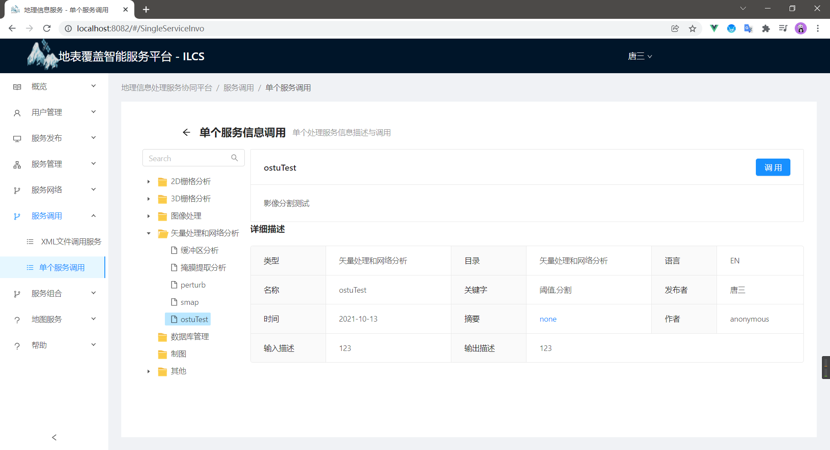 地理信息服务 - 单个服务调用
localhost:8082/#/SingleServiceInvo
地表覆盖智能服务平台 - ILCS
唐三
概览
用户管理
服务发布
服务管理
服务网络
服务调用
XML文件调用服务
单个服务调用
服务组合
地图服务
帮助
地理信息处理服务协同平台 / 服务调用 / 单个服务调用
单个服务信息调用 单个处理服务信息描述与调用
Search
2D栅格分析
3D栅格分析
图像处理
矢量处理和网络分析
缓冲区分析
掩膜提取分析
perturb
smap
ostuTest
数据库管理
制图
其他
ostuTest
调 用
影像分割测试
详细描述
类型 矢量处理和网络分析 目录 矢量处理和网络分析 语言 EN
名称 ostuTest 关键字 阈值,分割 发布者 唐三
时间 2021-10-13 摘要 none 作者 anonymous
输入描述 123 输出描述 123